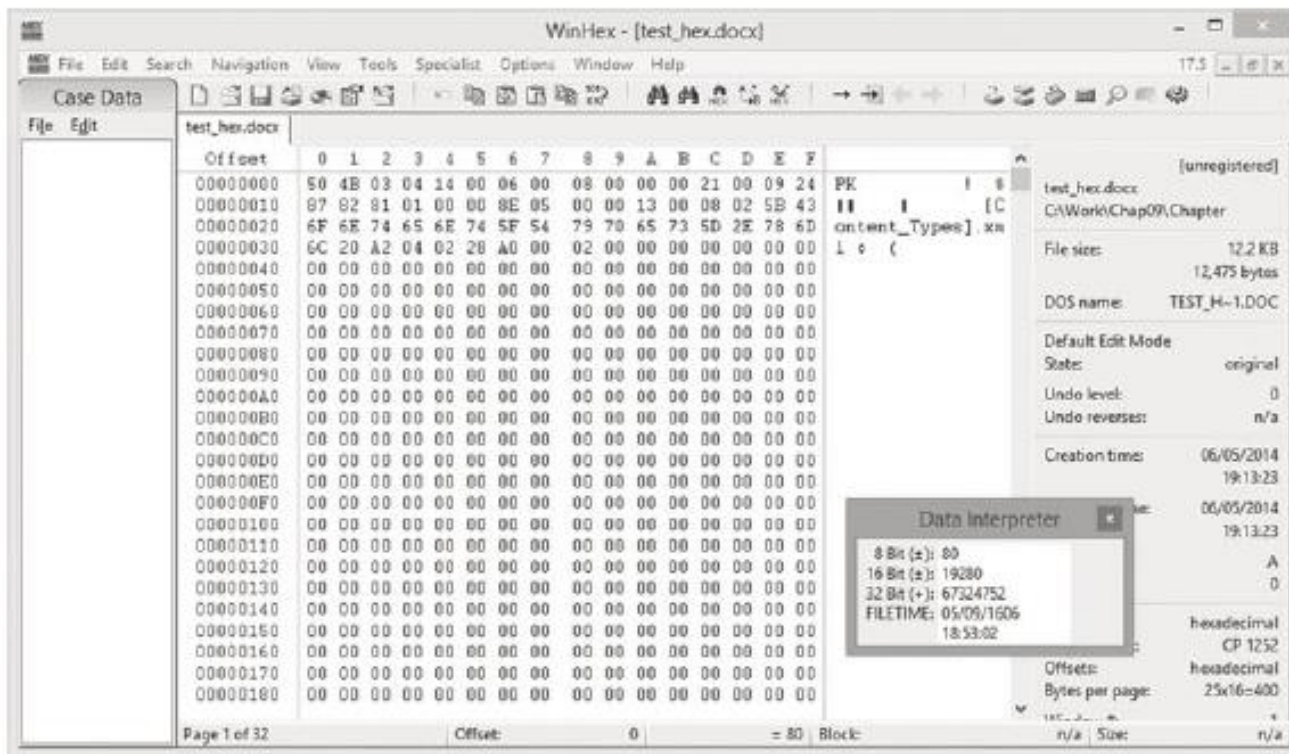 WinHex - [test_hex.docx]
File Edit Search Navigation View Tools Specialist Options Window Help 17.5
Case Data
File Edit
test_hex.docx
Offset 0 1 2 3 4 5 6 7 8 9 A B C D E F
00000000 50 4B 03 04 14 00 06 00 08 00 00 00 21 00 09 24 PK ! $
00000010 87 82 81 01 00 00 8E 05 00 00 13 00 08 02 5B 43 [C
00000020 6F 6E 74 65 6E 74 5F 54 79 70 65 73 5D 2E 78 6D ontent_Types].xm
00000030 6C 20 A2 04 02 28 A0 00 02 00 00 00 00 00 00 00 l ¢ (
00000040 00 00 00 00 00 00 00 00 00 00 00 00 00 00 00 00
00000050 00 00 00 00 00 00 00 00 00 00 00 00 00 00 00 00
00000060 00 00 00 00 00 00 00 00 00 00 00 00 00 00 00 00
00000070 00 00 00 00 00 00 00 00 00 00 00 00 00 00 00 00
00000080 00 00 00 00 00 00 00 00 00 00 00 00 00 00 00 00
00000090 00 00 00 00 00 00 00 00 00 00 00 00 00 00 00 00
000000A0 00 00 00 00 00 00 00 00 00 00 00 00 00 00 00 00
000000B0 00 00 00 00 00 00 00 00 00 00 00 00 00 00 00 00
000000C0 00 00 00 00 00 00 00 00 00 00 00 00 00 00 00 00
000000D0 00 00 00 00 00 00 00 00 00 00 00 00 00 00 00 00
000000E0 00 00 00 00 00 00 00 00 00 00 00 00 00 00 00 00
000000F0 00 00 00 00 00 00 00 00 00 00 00 00 00 00 00 00
00000100 00 00 00 00 00 00 00 00 00 00 00 00 00 00 00 00
00000110 00 00 00 00 00 00 00 00 00 00 00 00 00 00 00 00
00000120 00 00 00 00 00 00 00 00 00 00 00 00 00 00 00 00
00000130 00 00 00 00 00 00 00 00 00 00 00 00 00 00 00 00
00000140 00 00 00 00 00 00 00 00 00 00 00 00 00 00 00 00
00000150 00 00 00 00 00 00 00 00 00 00 00 00 00 00 00 00
00000160 00 00 00 00 00 00 00 00 00 00 00 00 00 00 00 00
00000170 00 00 00 00 00 00 00 00 00 00 00 00 00 00 00 00
00000180 00 00 00 00 00 00 00 00 00 00 00 00 00 00 00 00
[unregistered]
test_hex.docx
C:\Work\Chap09\Chapter
File size: 12.2 KB
12,475 bytes
DOS name: TEST_H~1.DOC
Default Edit Mode
State: original
Undo level: 0
Undo reverses: n/a
Creation time: 06/05/2014
19:13:23
06/05/2014
19:13:23
A
0
hexadecimal
CP 1252
Offsets: hexadecimal
Bytes per page: 25x16=400
Data Interpreter
8 Bit (±): 80
16 Bit (±): 19280
32 Bit (±): 67324752
FILETIME: 05/09/1606
18:53:02
Page 1 of 32 Offset: 0 = 80 Block: n/a Size: n/a